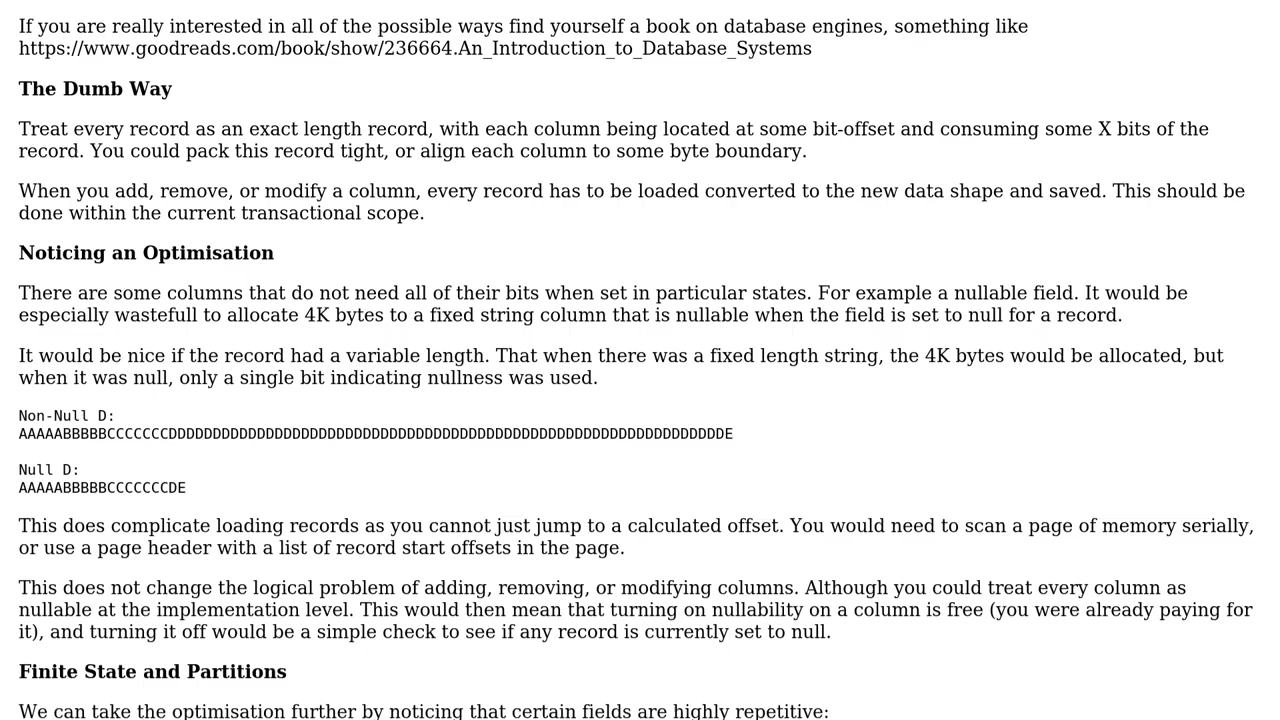 If you are really interested in all of the possible ways find yourself a book on database engines, something like
https://www.goodreads.com/book/show/236664.An_Introduction_to_Database_Systems
The Dumb Way
Treat every record as an exact length record, with each column being located at some bit-offset and consuming some X bits of the
record. You could pack this record tight, or align each column to some byte boundary.
When you add, remove, or modify a column, every record has to be loaded converted to the new data shape and saved. This should be
done within the current transactional scope.
Noticing an Optimisation
There are some columns that do not need all of their bits when set in particular states. For example a nullable field. It would be
especially wastefull to allocate 4K bytes to a fixed string column that is nullable when the field is set to null for a record.
It would be nice if the record had a variable length. That when there was a fixed length string, the 4K bytes would be allocated, but
when it was null, only a single bit indicating nullness was used.
Non-Null D:
AAAAABBBBBCCCCCCCDDDDDDDDDDDDDDDDDDDDDDDDDDDDDDDDDDDDDDDDDDDDDDDDDDDDDDDDDDDDDDDE
Null D:
AAAAABBBBBCCCCCCCDE
This does complicate loading records as you cannot just jump to a calculated offset. You would need to scan a page of memory serially,
or use a page header with a list of record start offsets in the page.
This does not change the logical problem of adding, removing, or modifying columns. Although you could treat every column as
nullable at the implementation level. This would then mean that turning on nullability on a column is free (you were already paying for
it), and turning it off would be a simple check to see if any record is currently set to null.
Finite State and Partitions
We can take the optimisation further by noticing that certain fields are highly repetitive: